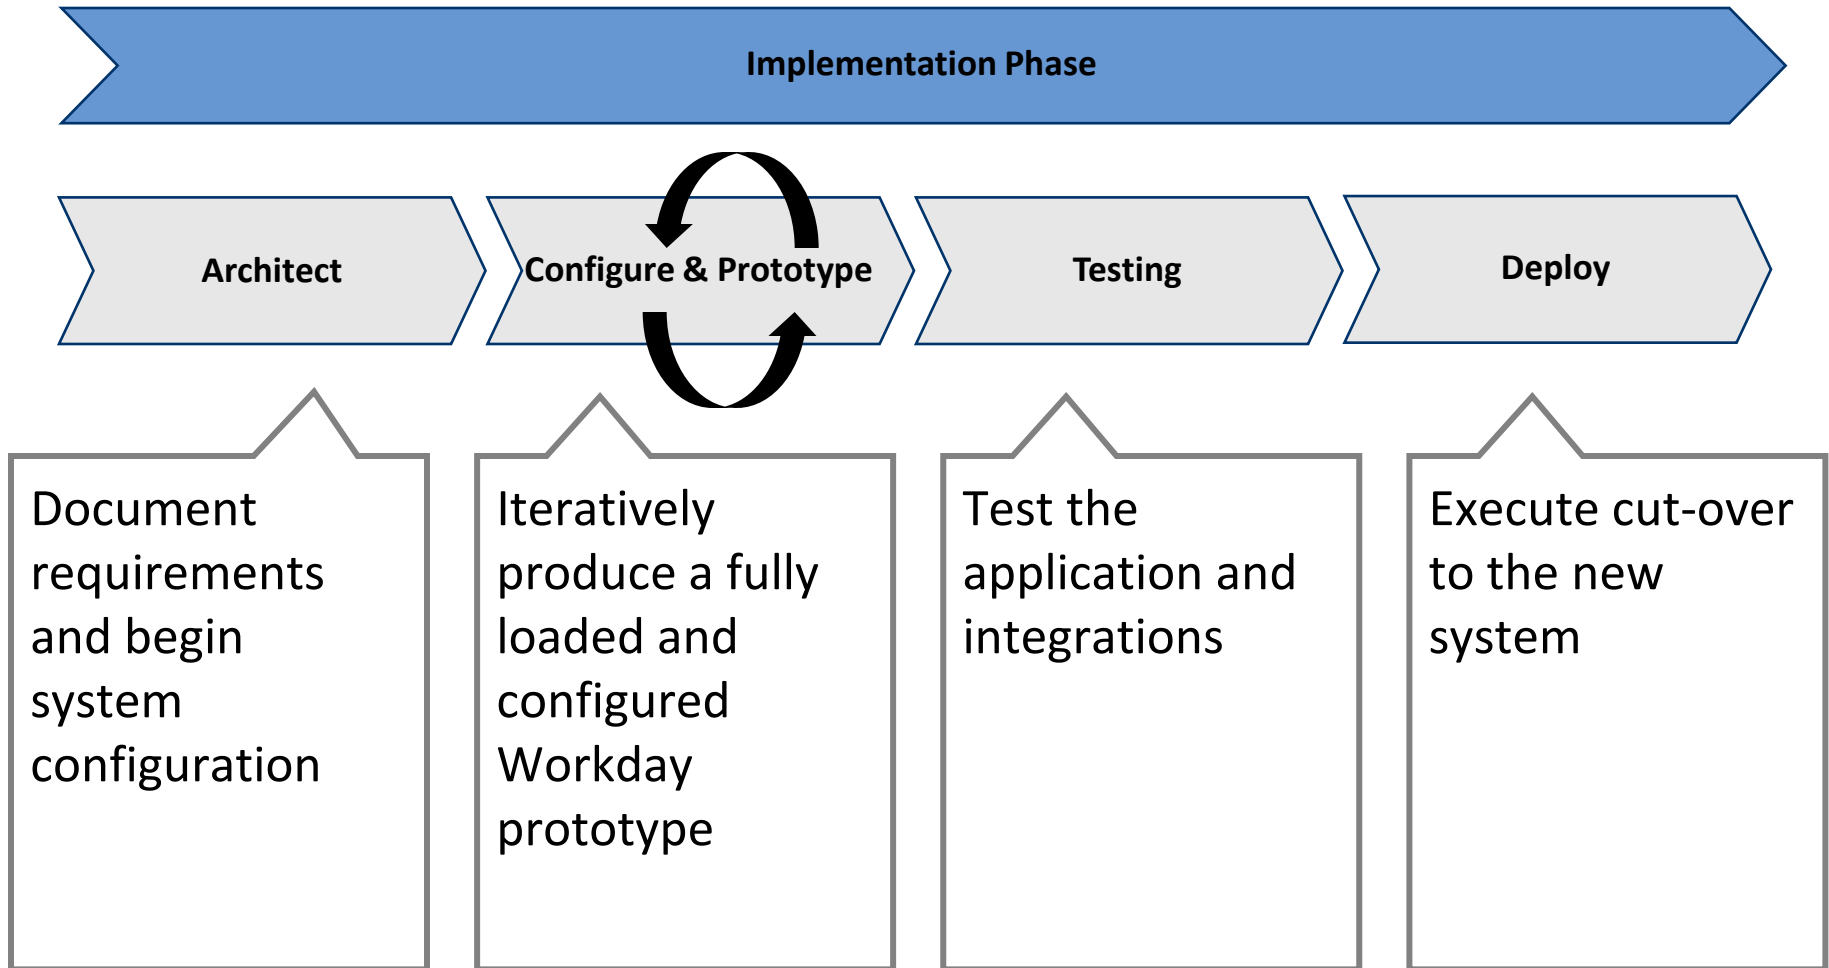 Implementation Phase
Architect
Configure & Prototype
Testing
Deploy
Document
requirements
and begin
system
configuration
Iteratively
produce a fully
loaded and
configured
Workday
prototype
Test the
application and
integrations
Execute cut-over
to the new
system